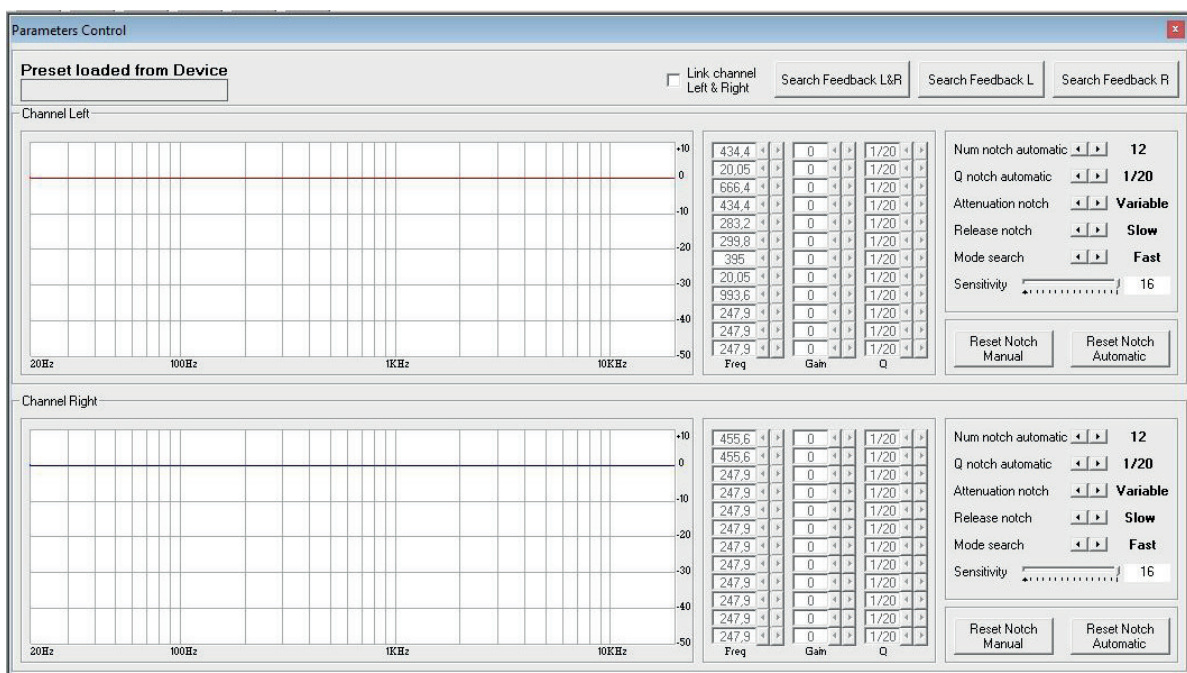 Parameters Control
x
Preset loaded from Device
Link channel
Left & Right
Search Feedback L&R
Search Feedback L
Search Feedback R
Channel Left
+10
0
-10
-20
-30
-40
-50
20Hz 100Hz 1KHz 10KHz
434,4 0 1/20
20,05 0 1/20
666,4 0 1/20
434,4 0 1/20
283,2 0 1/20
299,8 0 1/20
395 0 1/20
20,05 0 1/20
993,6 0 1/20
247,9 0 1/20
247,9 0 1/20
247,9 0 1/20
Freq Gain Q
Num notch automatic 12
Q notch automatic 1/20
Attenuation notch Variable
Release notch Slow
Mode search Fast
Sensitivity 16
Reset Notch
Manual
Reset Notch
Automatic
Channel Right
+10
0
-10
-20
-30
-40
-50
20Hz 100Hz 1KHz 10KHz
455,6 0 1/20
455,6 0 1/20
247,9 0 1/20
247,9 0 1/20
247,9 0 1/20
247,9 0 1/20
247,9 0 1/20
247,9 0 1/20
247,9 0 1/20
247,9 0 1/20
247,9 0 1/20
247,9 0 1/20
Freq Gain Q
Num notch automatic 12
Q notch automatic 1/20
Attenuation notch Variable
Release notch Slow
Mode search Fast
Sensitivity 16
Reset Notch
Manual
Reset Notch
Automatic